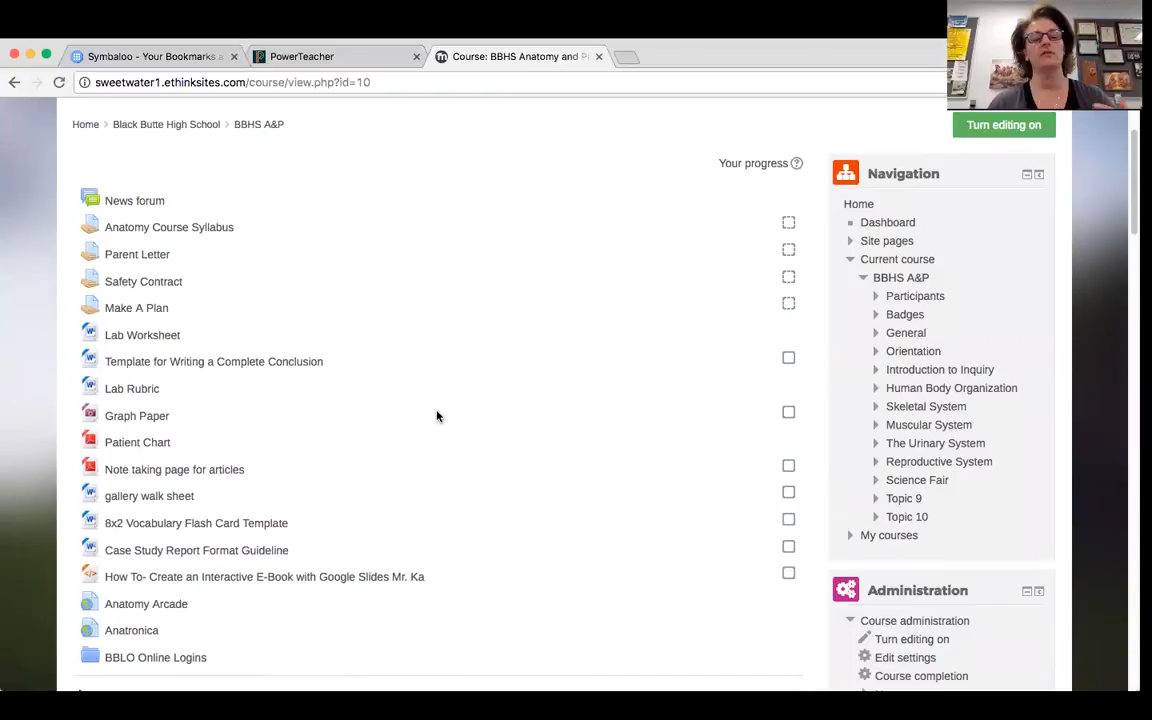 Symbaloo - Your Bookmarks a
PowerTeacher
Course: BBHS Anatomy and P
sweetwater1.ethinksites.com/course/view.php?id=10
Home > Black Butte High School > BBHS A&P
Turn editing on
Your progress
News forum
Anatomy Course Syllabus
Parent Letter
Safety Contract
Make A Plan
Lab Worksheet
Template for Writing a Complete Conclusion
Lab Rubric
Graph Paper
Patient Chart
Note taking page for articles
gallery walk sheet
8x2 Vocabulary Flash Card Template
Case Study Report Format Guideline
How To- Create an Interactive E-Book with Google Slides Mr. Ka
Anatomy Arcade
Anatronica
BBLO Online Logins
Navigation
Home
Dashboard
Site pages
Current course
BBHS A&P
Participants
Badges
General
Orientation
Introduction to Inquiry
Human Body Organization
Skeletal System
Muscular System
The Urinary System
Reproductive System
Science Fair
Topic 9
Topic 10
My courses
Administration
Course administration
Turn editing on
Edit settings
Course completion